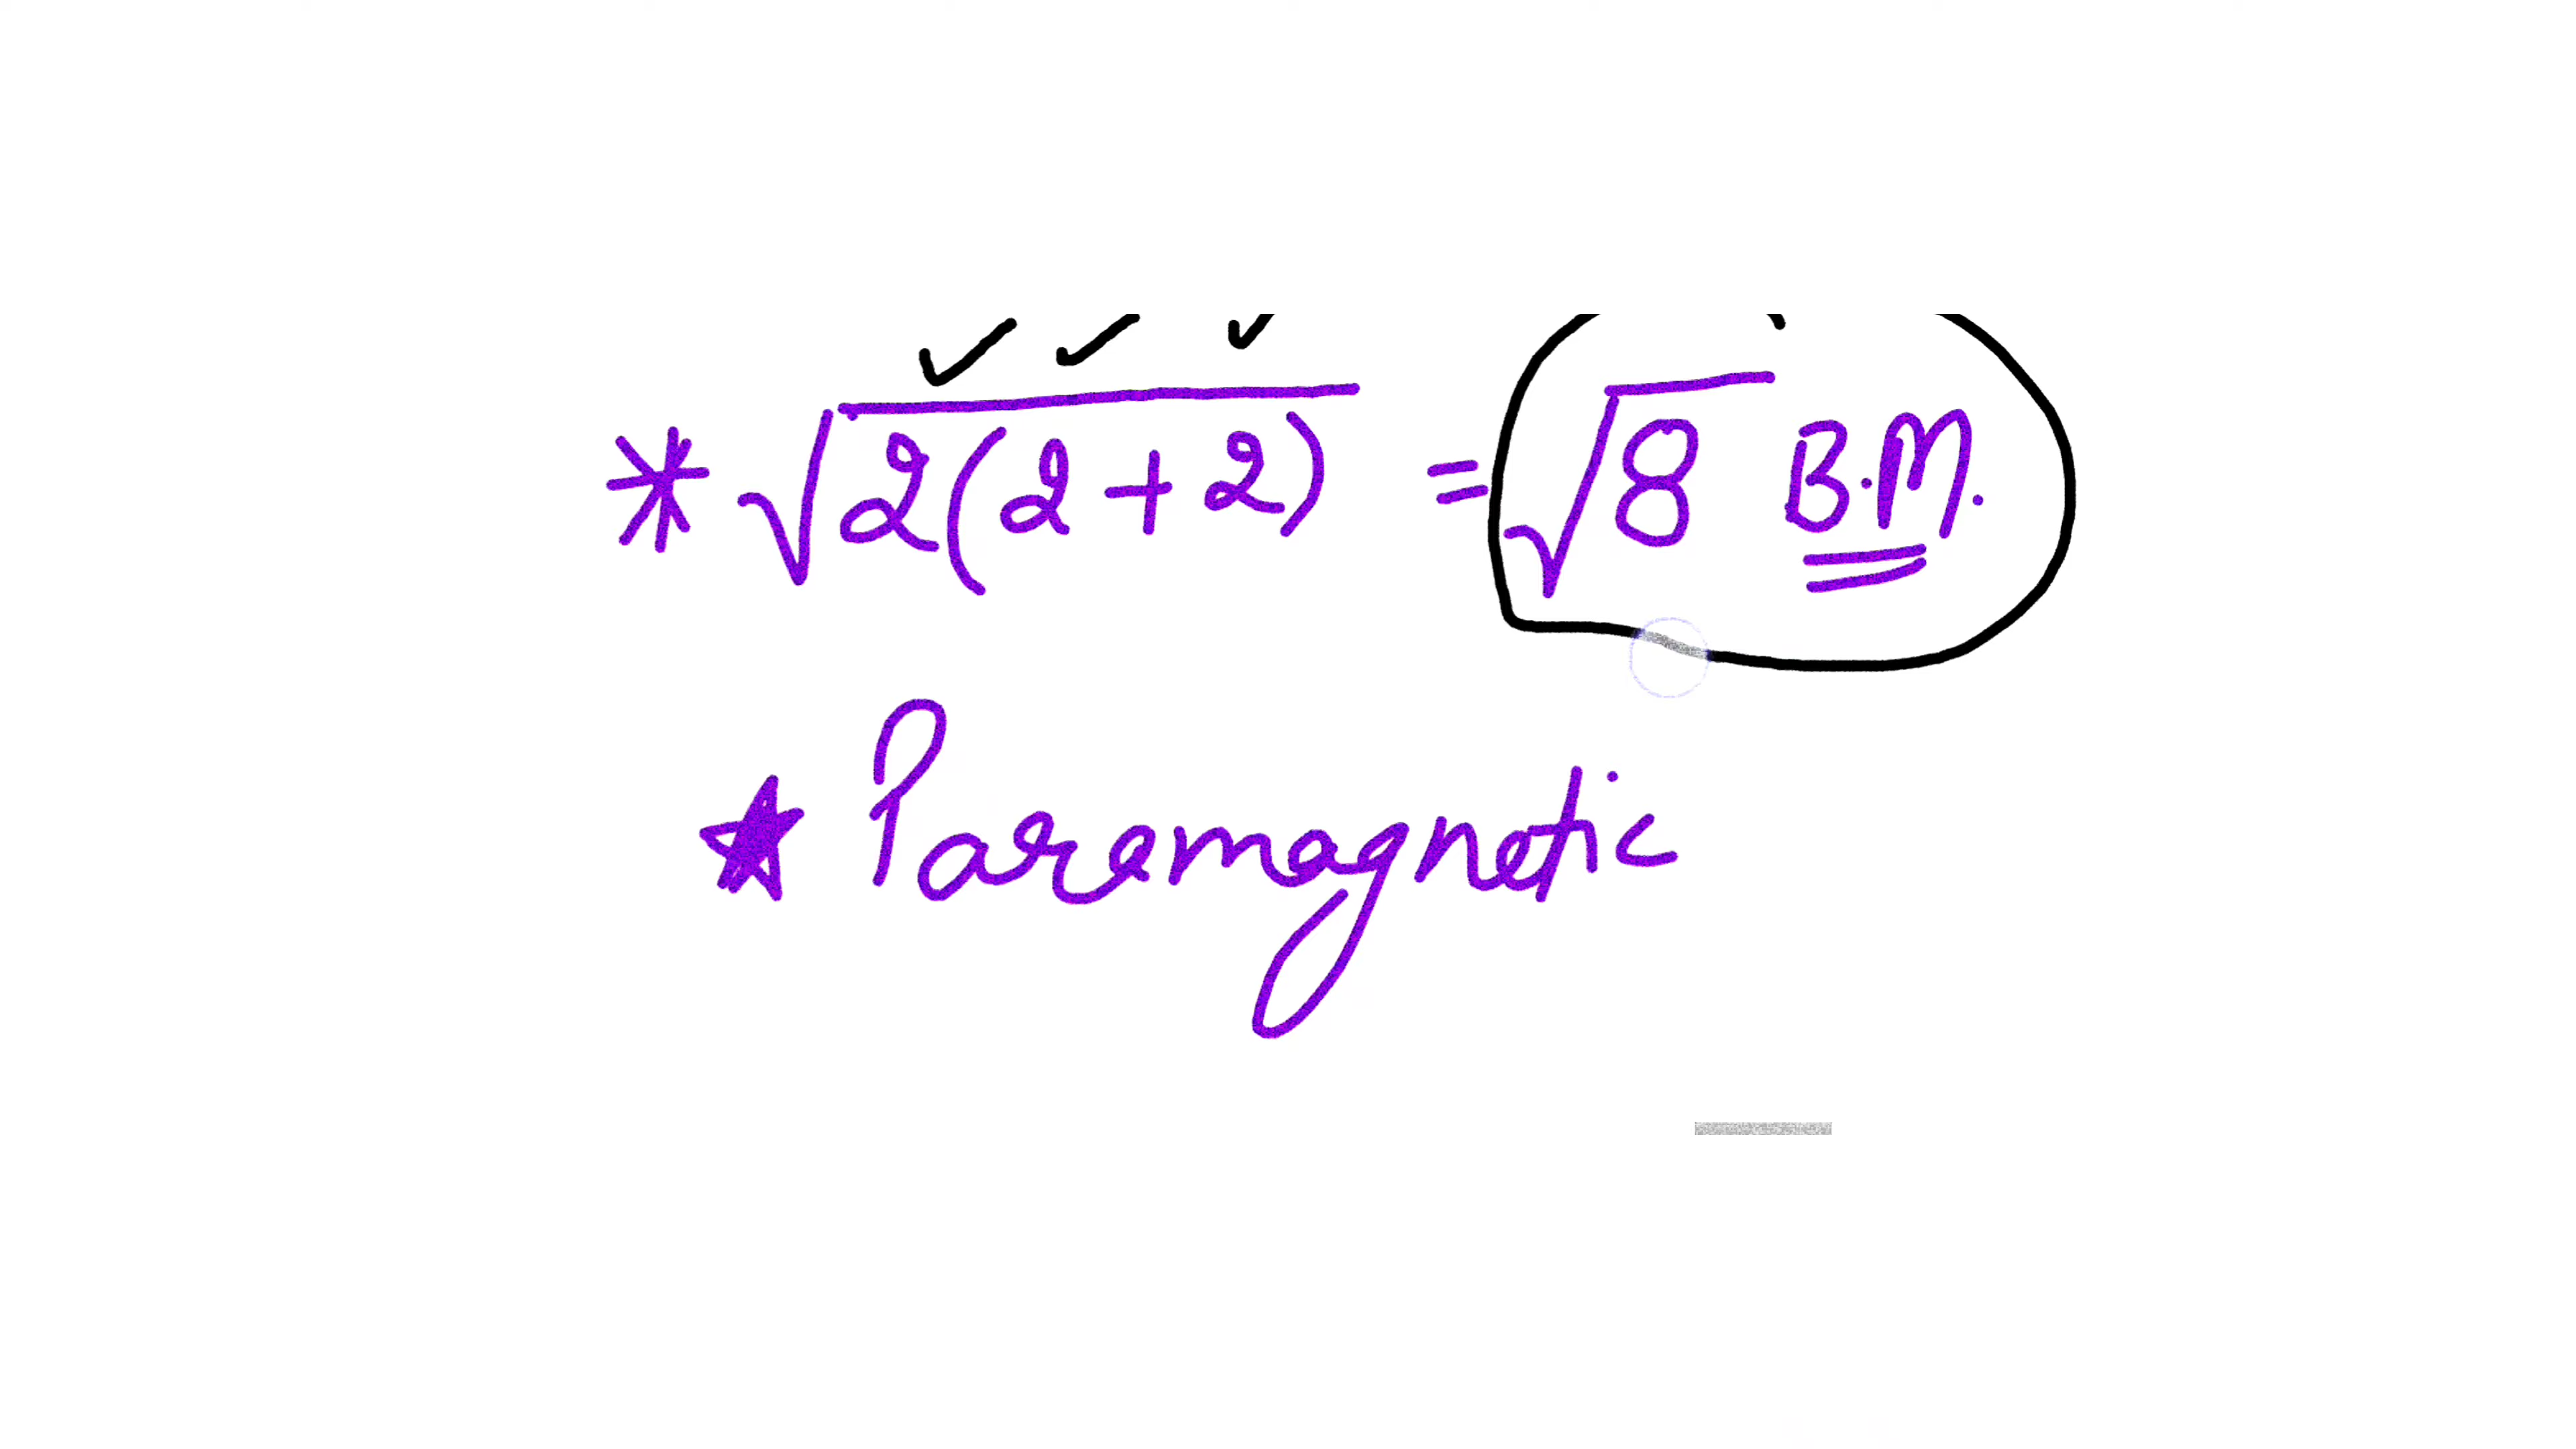 * √2(2+2) = √8 B.M.
★ Paramagnetic